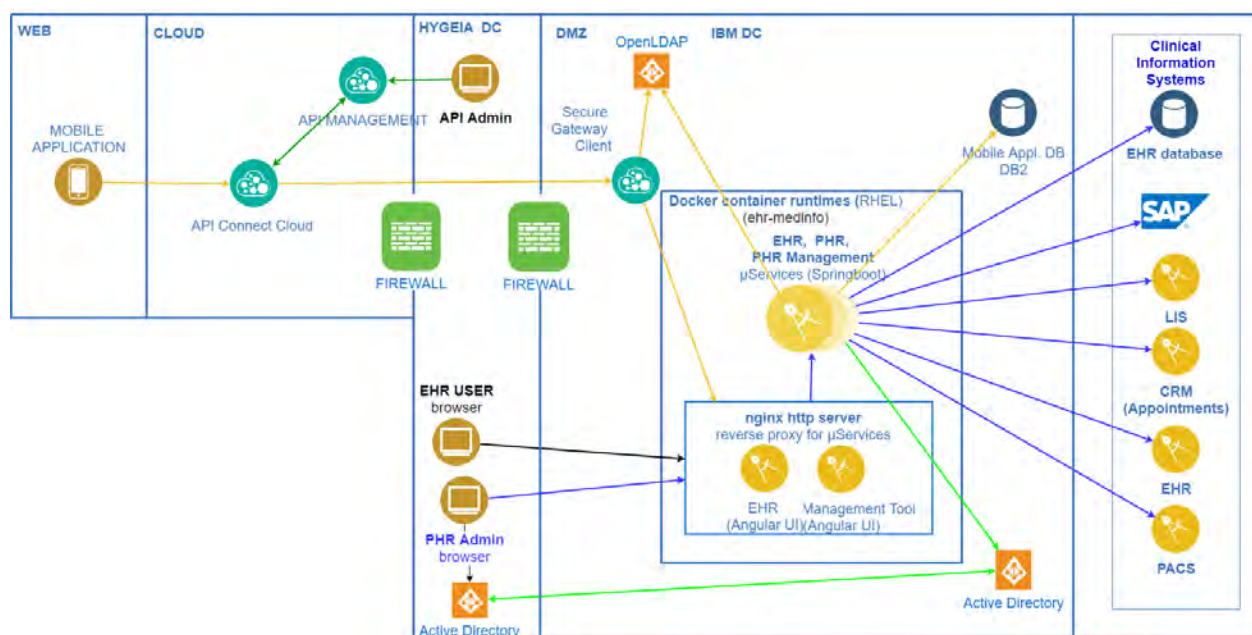 WEB
CLOUD
HYGEIA DC
DMZ
IBM DC
OpenLDAP
Clinical
Information
Systems
API MANAGEMENT
API Admin
Secure
Gateway
Client
MOBILE
APPLICATION
API Connect Cloud
Mobile Appl. DB
DB2
EHR database
FIREWALL
FIREWALL
Docker container runtimes (RHEL)
(ehr-medinfo)
EHR, PHR,
PHR Management
µServices (Springboot)
SAP
LIS
CRM
(Appointments)
EHR
PACS
EHR USER
browser
nginx http server
reverse proxy for µServices
EHR
(Angular UI)
Management Tool
(Angular UI)
PHR Admin
browser
Active Directory
Active Directory